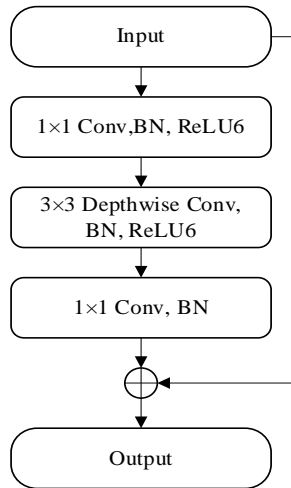 Input
1×1 Conv,BN, ReLU6
3×3 Depthwise Conv,
BN, ReLU6
1×1 Conv, BN
Output